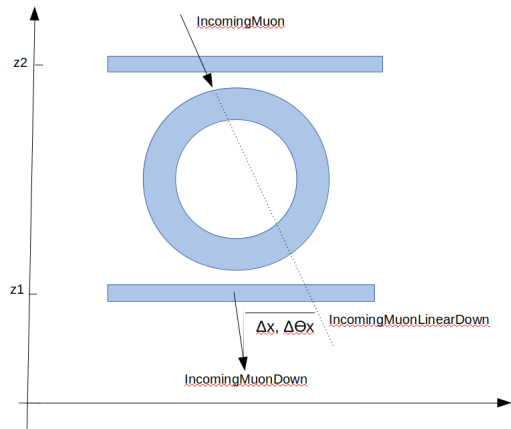 IncomingMuon
z2
z1
IncomingMuonLinearDown
Δx, Δϴx
IncomingMuonDown